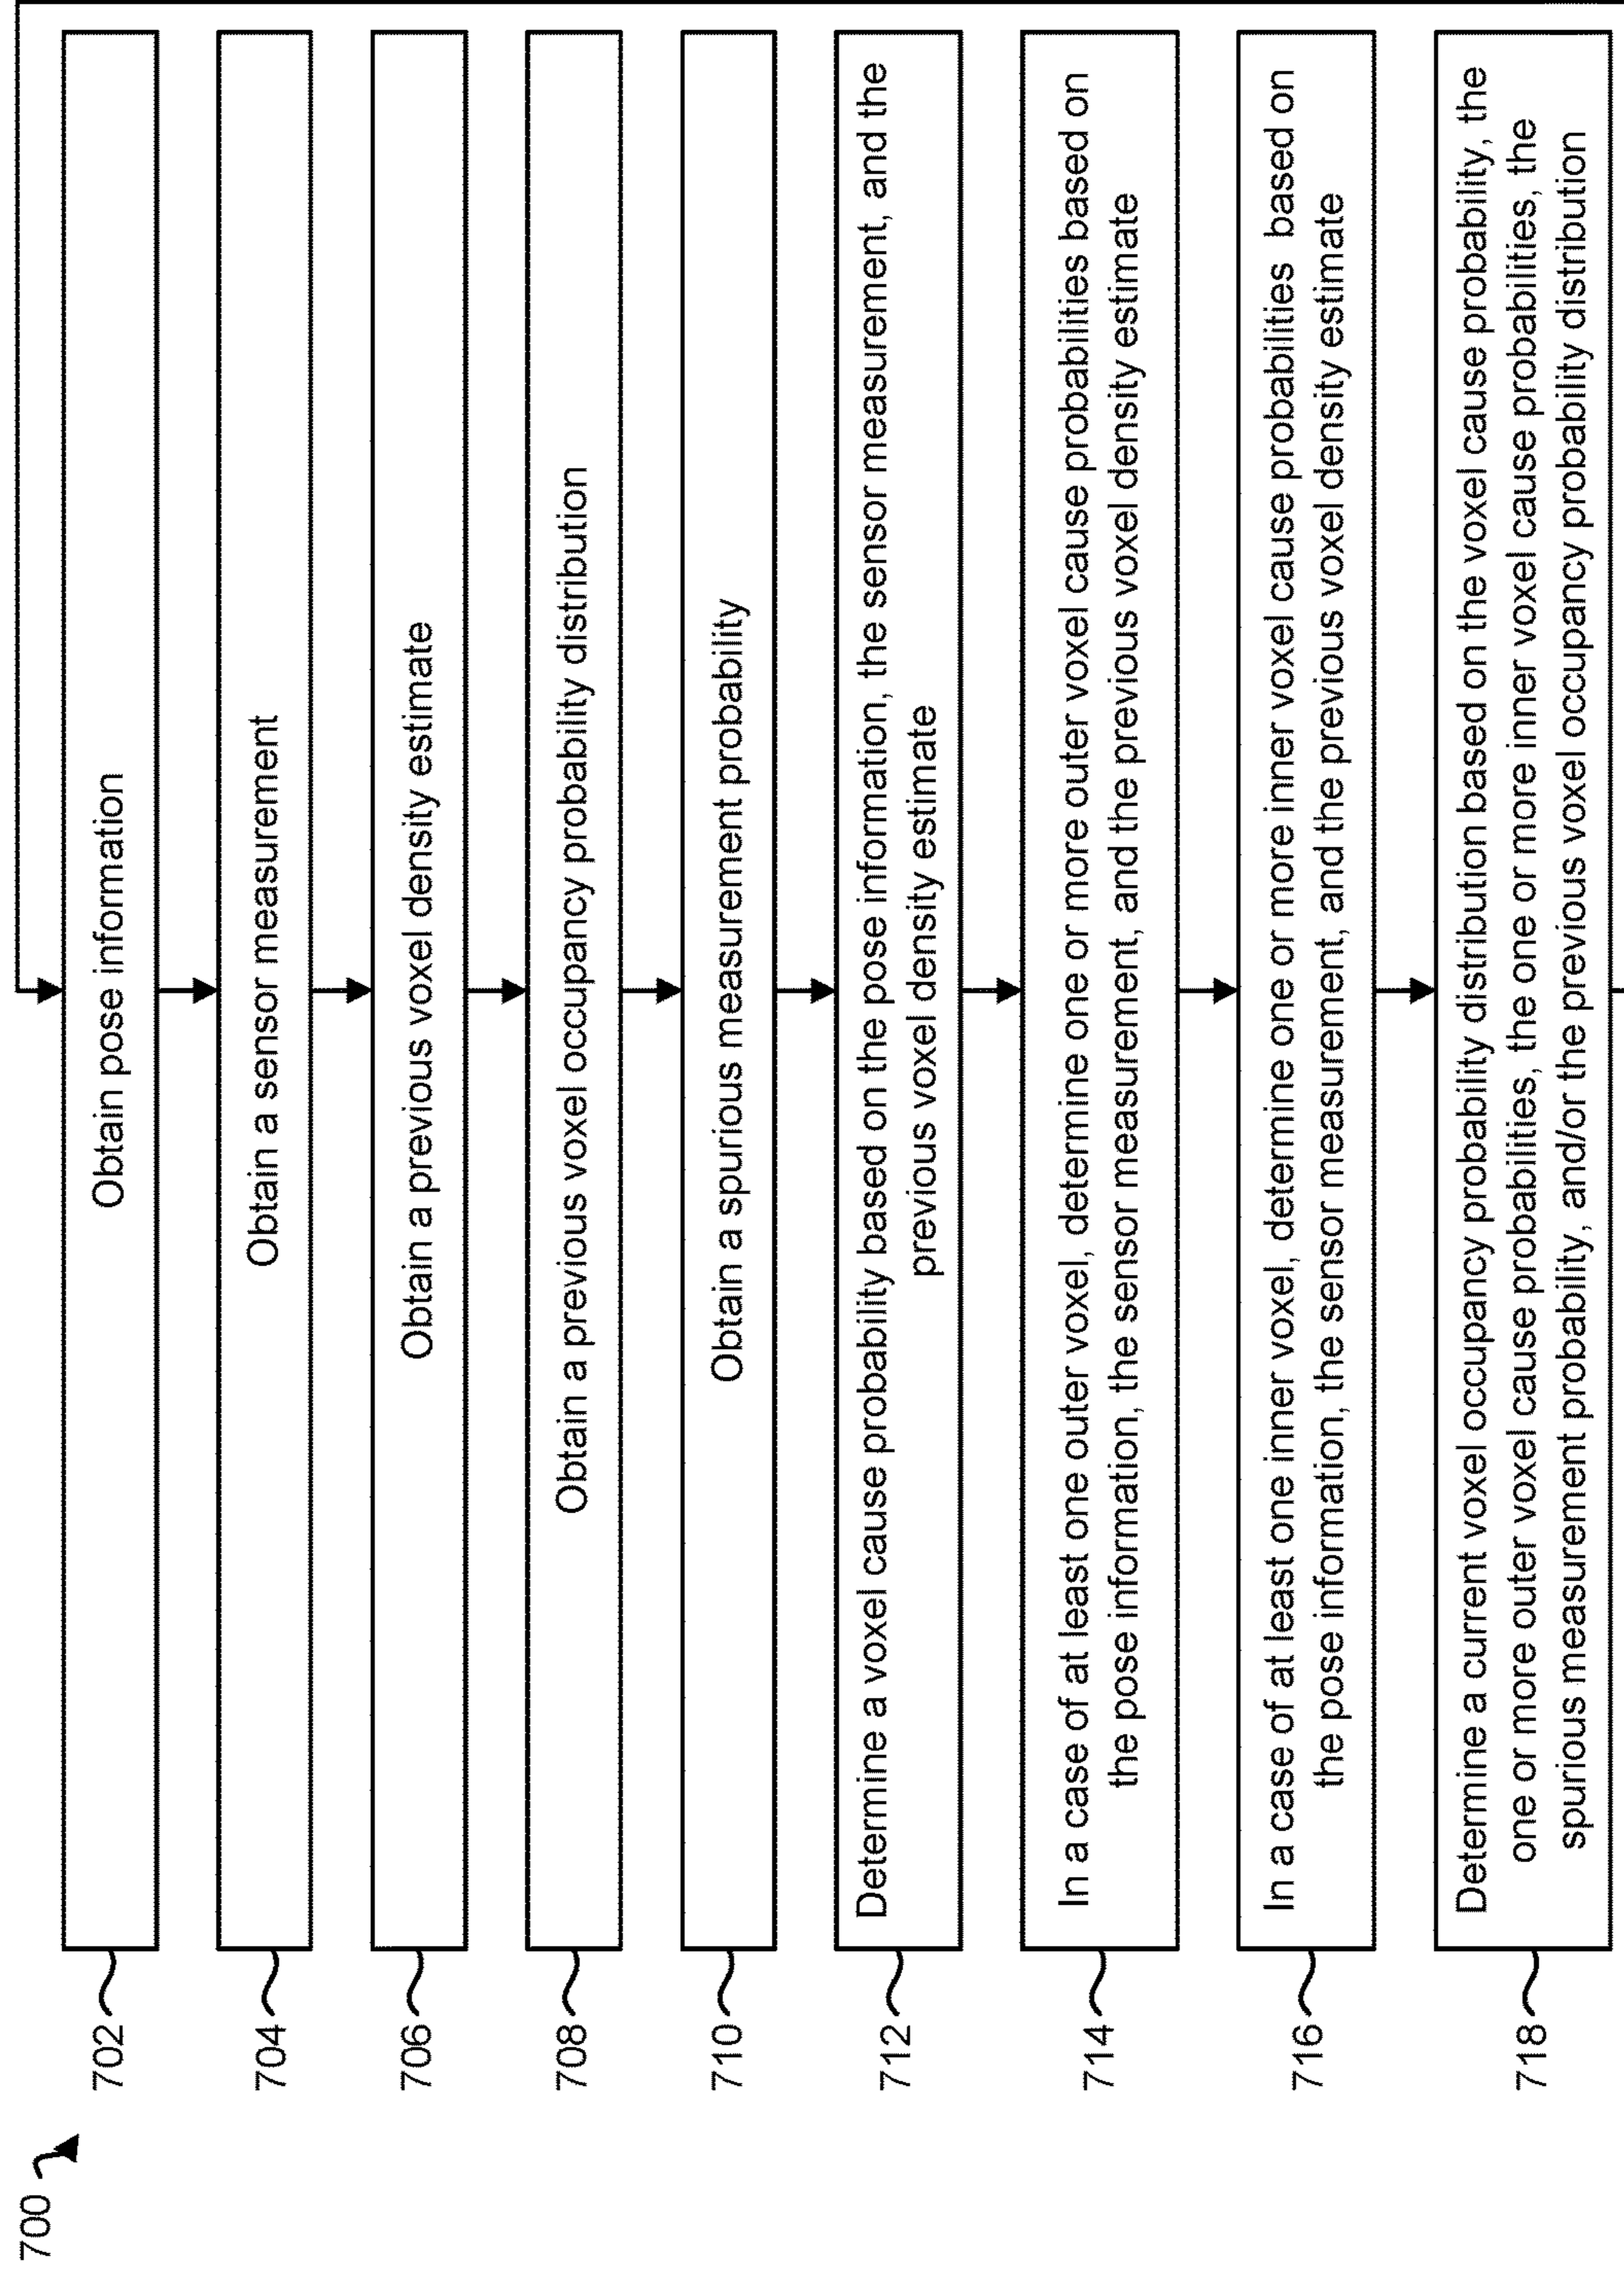 700
702
Obtain pose information
704
Obtain a sensor measurement
706
Obtain a previous voxel density estimate
708
Obtain a previous voxel occupancy probability distribution
710
Obtain a spurious measurement probability
712
Determine a voxel cause probability based on the pose information, the sensor measurement, and the
previous voxel density estimate
714
In a case of at least one outer voxel, determine one or more outer voxel cause probabilities based on
the pose information, the sensor measurement, and the previous voxel density estimate
716
In a case of at least one inner voxel, determine one or more inner voxel cause probabilities based on
the pose information, the sensor measurement, and the previous voxel density estimate
718
Determine a current voxel occupancy probability distribution based on the voxel cause probability, the
one or more outer voxel cause probabilities, the one or more inner voxel cause probabilities, the
spurious measurement probability, and/or the previous voxel occupancy probability distribution